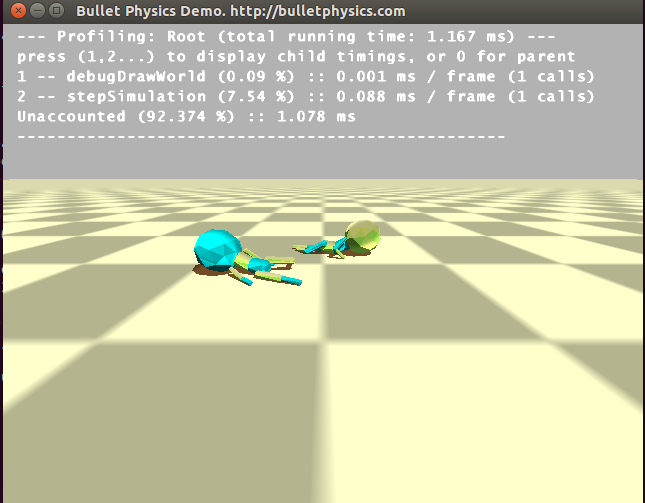 Bullet Physics Demo. http://bulletphysics.com
--- Profiling: Root (total running time: 1.167 ms) ---
press (1,2...) to display child timings, or 0 for parent
1 -- debugDrawWorld (0.09 %) :: 0.001 ms / frame (1 calls)
2 -- stepSimulation (7.54 %) :: 0.088 ms / frame (1 calls)
Unaccounted (92.374 %) :: 1.078 ms
-------------------------------------------------